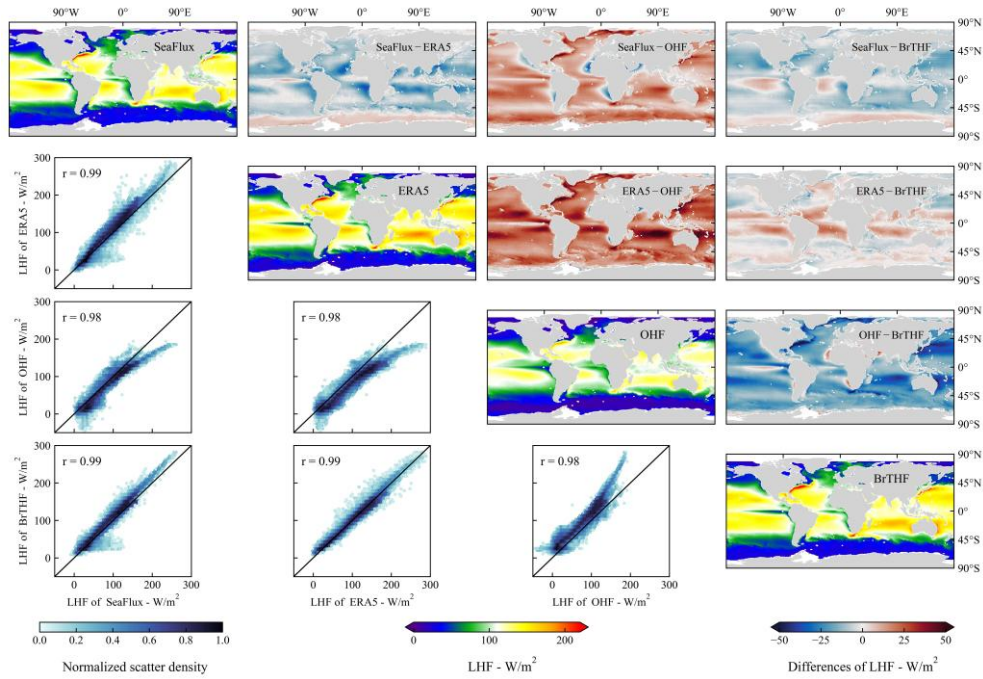 90°W 0° 90°E 90°W 0° 90°E 90°W 0° 90°E 90°W 0° 90°E
90°N
SeaFlux SeaFlux−ERA5 SeaFlux−OHF SeaFlux−BrTHF
45°N
0°
45°S
90°S
300
r = 0.99
LHF of ERA5 - W/m²
200
100
0
ERA5 ERA5−OHF ERA5−BrTHF
90°N
45°N
0°
45°S
90°S
300
r = 0.98
LHF of OHF - W/m²
200
100
0
r = 0.98
OHF OHF−BrTHF
90°N
45°N
0°
45°S
90°S
300
r = 0.99
LHF of BrTHF - W/m²
200
100
0
r = 0.99
r = 0.98
BrTHF
90°N
45°N
0°
45°S
90°S
0 100 200 300 0 100 200 300 0 100 200 300
LHF of SeaFlux - W/m² LHF of ERA5 - W/m² LHF of OHF - W/m²
0.0 0.2 0.4 0.6 0.8 1.0
Normalized scatter density
0 100 200
LHF - W/m²
−50 −25 0 25 50
Differences of LHF - W/m²